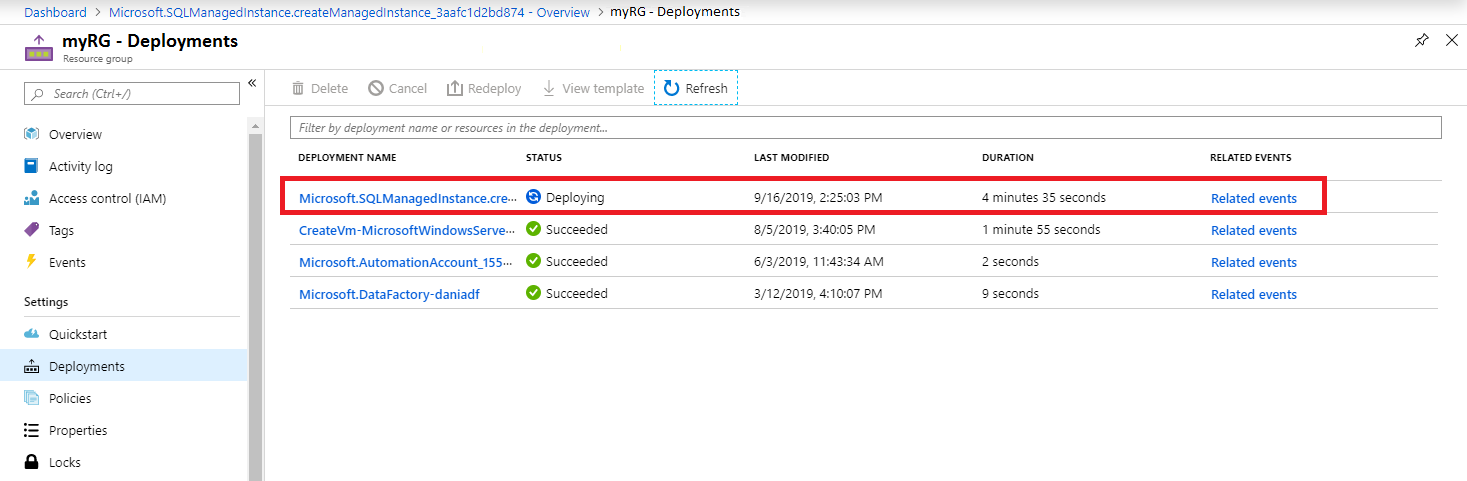 Dashboard > Microsoft.SQLManagedInstance.createManagedInstance_3aafc1d2bd874 - Overview > myRG - Deployments
myRG - Deployments
Resource group
Search (Ctrl+/)
«
Overview
Activity log
Access control (IAM)
Tags
Events
Settings
Quickstart
Deployments
Policies
Properties
Locks
Delete Cancel Redeploy View template Refresh
Filter by deployment name or resources in the deployment...
DEPLOYMENT NAME STATUS LAST MODIFIED DURATION RELATED EVENTS
Microsoft.SQLManagedInstance.cre... Deploying 9/16/2019, 2:25:03 PM 4 minutes 35 seconds Related events
CreateVm-MicrosoftWindowsServe... Succeeded 8/5/2019, 3:40:05 PM 1 minute 55 seconds Related events
Microsoft.AutomationAccount_155... Succeeded 6/3/2019, 11:43:34 AM 2 seconds Related events
Microsoft.DataFactory-daniadf Succeeded 3/12/2019, 4:10:07 PM 9 seconds Related events